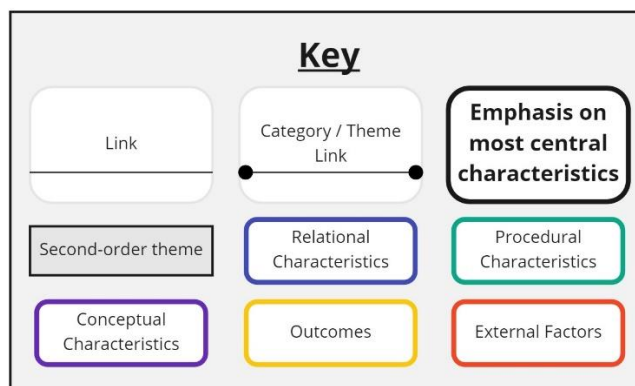 Key
Link
Category / Theme
Link
Emphasis on
most central
characteristics
Second-order theme
Relational
Characteristics
Procedural
Characteristics
Conceptual
Characteristics
Outcomes
External Factors